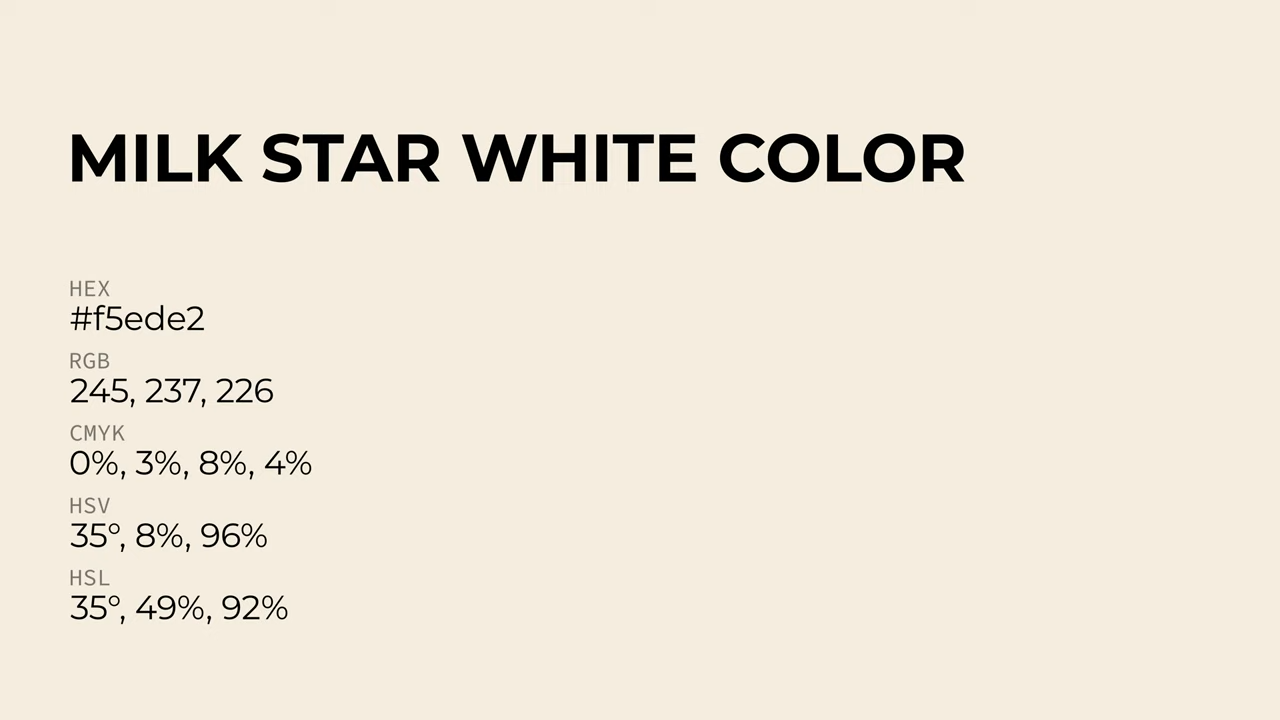 MILK STAR WHITE COLOR
HEX
#f5ede2
RGB
245, 237, 226
CMYK
0%, 3%, 8%, 4%
HSV
35°, 8%, 96%
HSL
35°, 49%, 92%